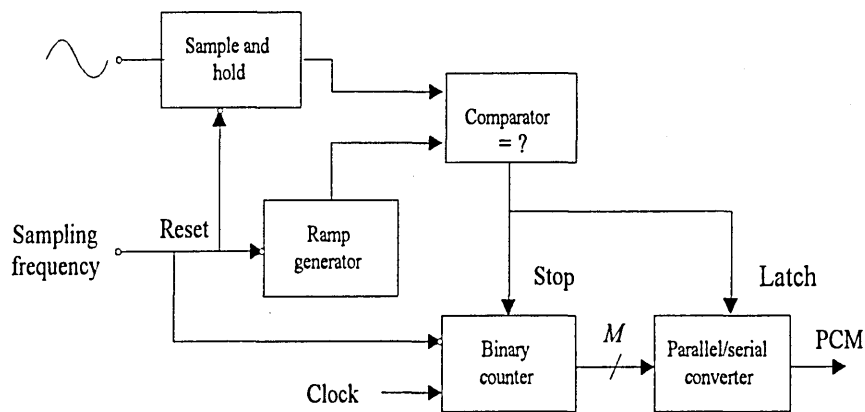 Sample and
hold
Comparator
= ?
Reset
Sampling
frequency
Ramp
generator
Stop
Latch
Binary
counter
M
Parallel/serial
converter
PCM
Clock